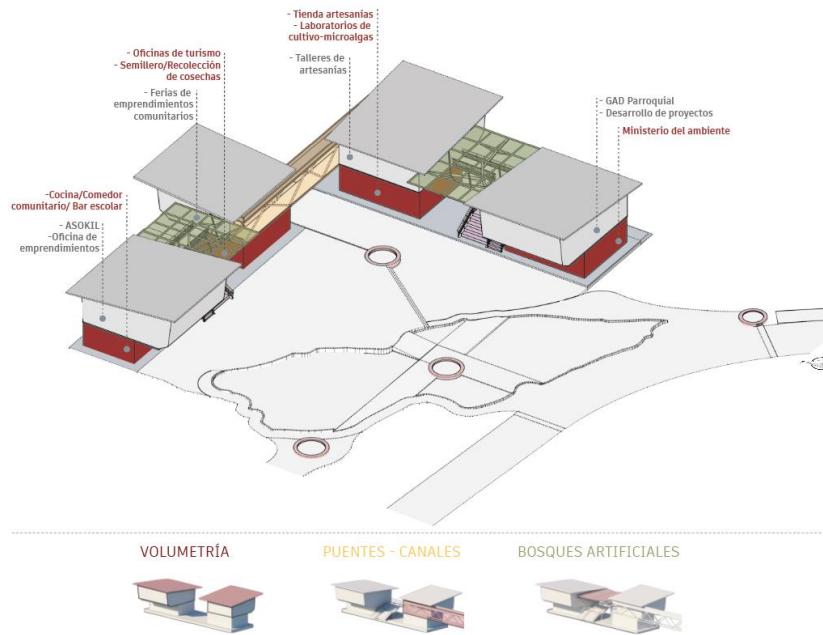 - Tienda artesanías
- Laboratorios de
cultivo-microalgas
- Talleres de
artesanías
- Oficinas de turismo
- Semillero/Recolección
de cosechas
- Ferias de
emprendimientos
comunitarios
- GAD Parroquial
- Desarrollo de proyectos
Ministerio del ambiente
-Cocina/Comedor
comunitario/ Bar escolar
- ASOKIL
-Oficina de
emprendimientos
VOLUMETRÍA
PUENTES - CANALES
BOSQUES ARTIFICIALES